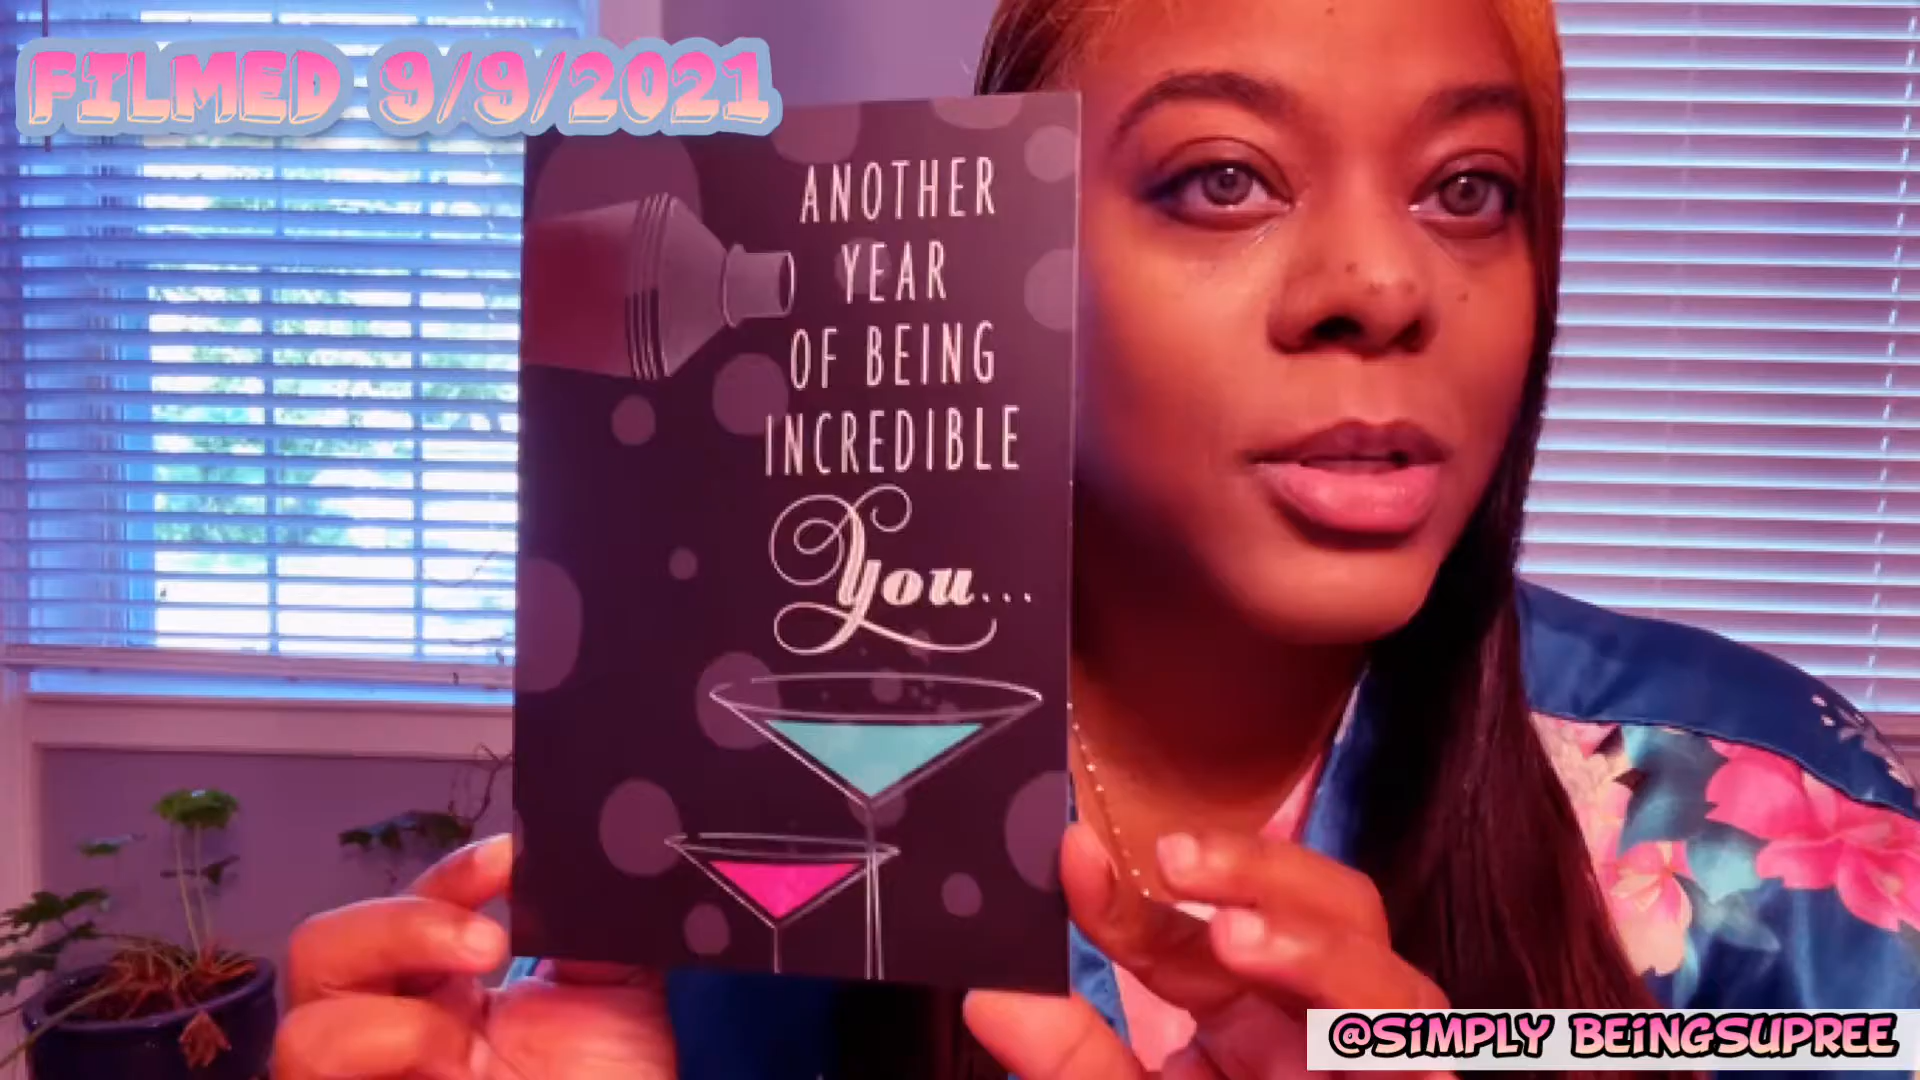 FILMED 9/9/2021
ANOTHER
YEAR
OF BEING
INCREDIBLE
You...
@SiMPLY BEiNGSUPREE